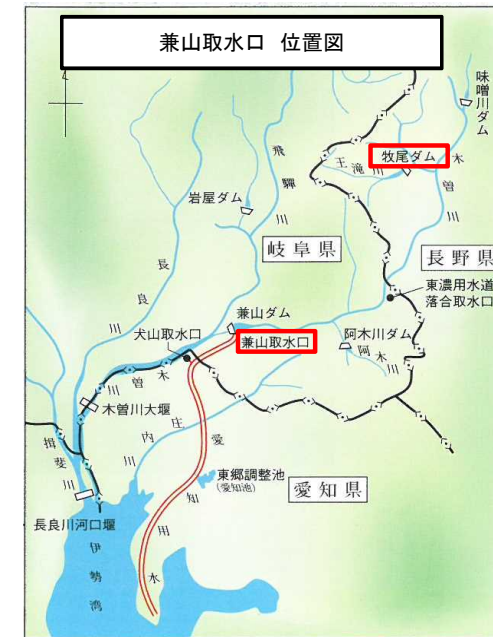 兼山取水口 位置図
味噌川ダム
牧尾ダム
王滝川
木曽川
飛騨川
岩屋ダム
岐阜県
長野県
長良川
東濃用水道
落合取水口
兼山ダム
犬山取水口
兼山取水口
阿木川ダム
阿木川
木曽川
木曽川大堰
庄内川
揖斐川
愛知用水
東郷調整池
(愛知池)
愛知県
長良川河口堰
伊勢湾